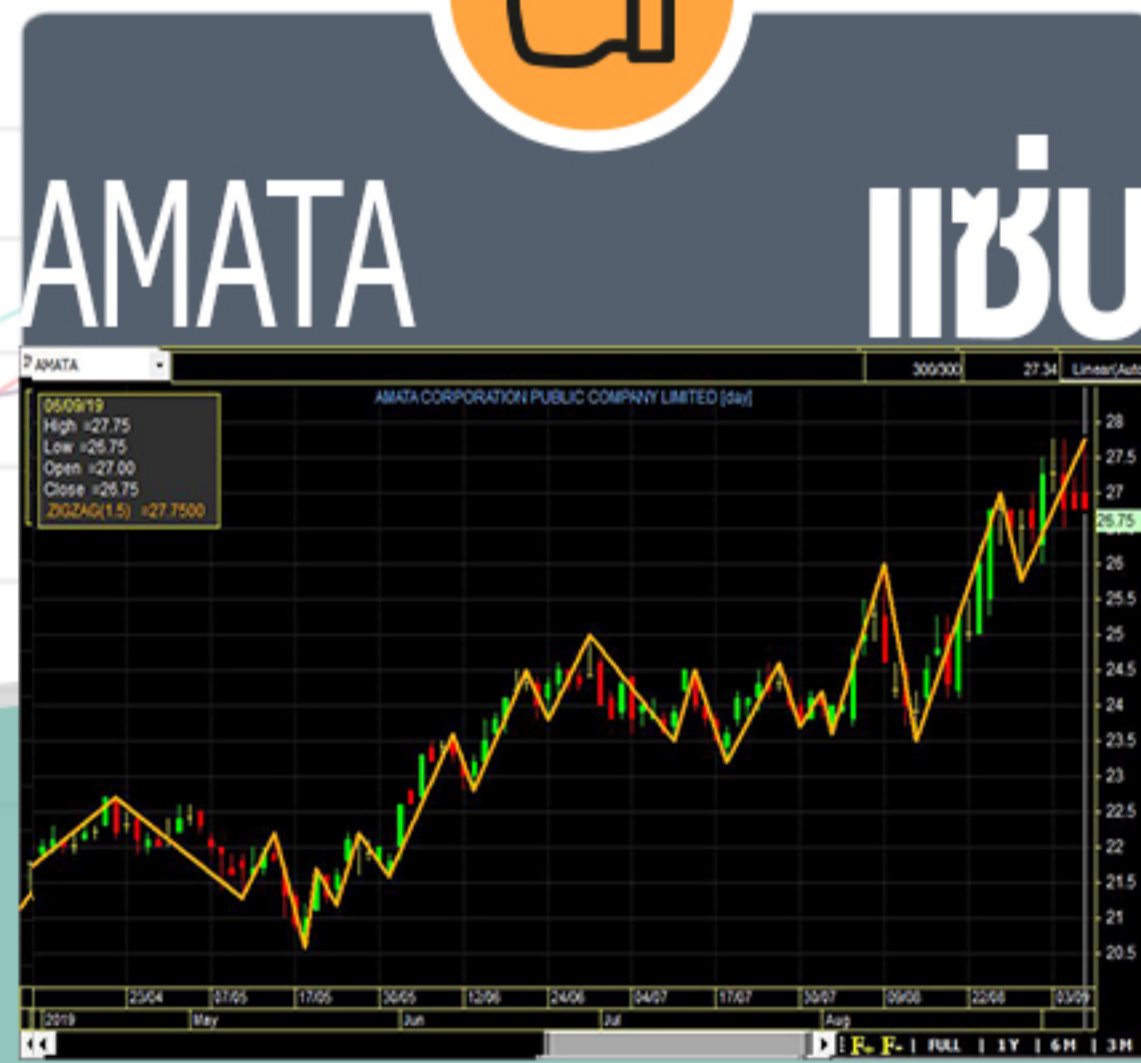 AMATA แซ่บ
AMATA 300/300 27.34 Linear(Auto
AMATA CORPORATION PUBLIC COMPANY LIMITED [day]
06/09/19
High =27.75
Low =26.75
Open =27.00
Close =26.75
ZIGZAG(1.5) =27.7500
28
27.5
27
26.75
26
25.5
25
24.5
24
23.5
23
22.5
22
21.5
21
20.5
23/04 07/05 17/05 30/05 12/06 24/06 04/07 17/07 30/07 09/08 22/08 03/09
2019 May Jun Jul Aug
F+ F- | FULL | 1Y | 6M | 3M